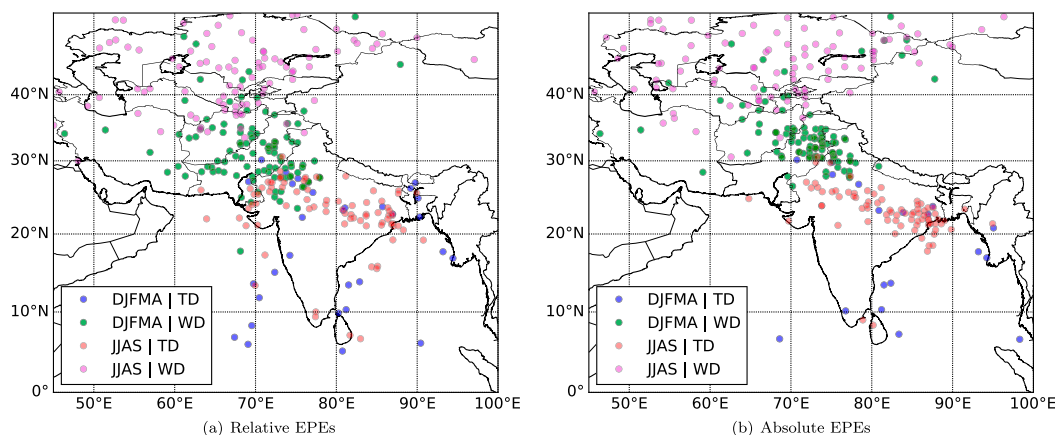 40°N
30°N
20°N
10°N
0°
50°E
60°E
70°E
80°E
90°E
100°E
DJFMA | TD
DJFMA | WD
JJAS | TD
JJAS | WD
(a) Relative EPEs
40°N
30°N
20°N
10°N
0°
50°E
60°E
70°E
80°E
90°E
100°E
DJFMA | TD
DJFMA | WD
JJAS | TD
JJAS | WD
(b) Absolute EPEs